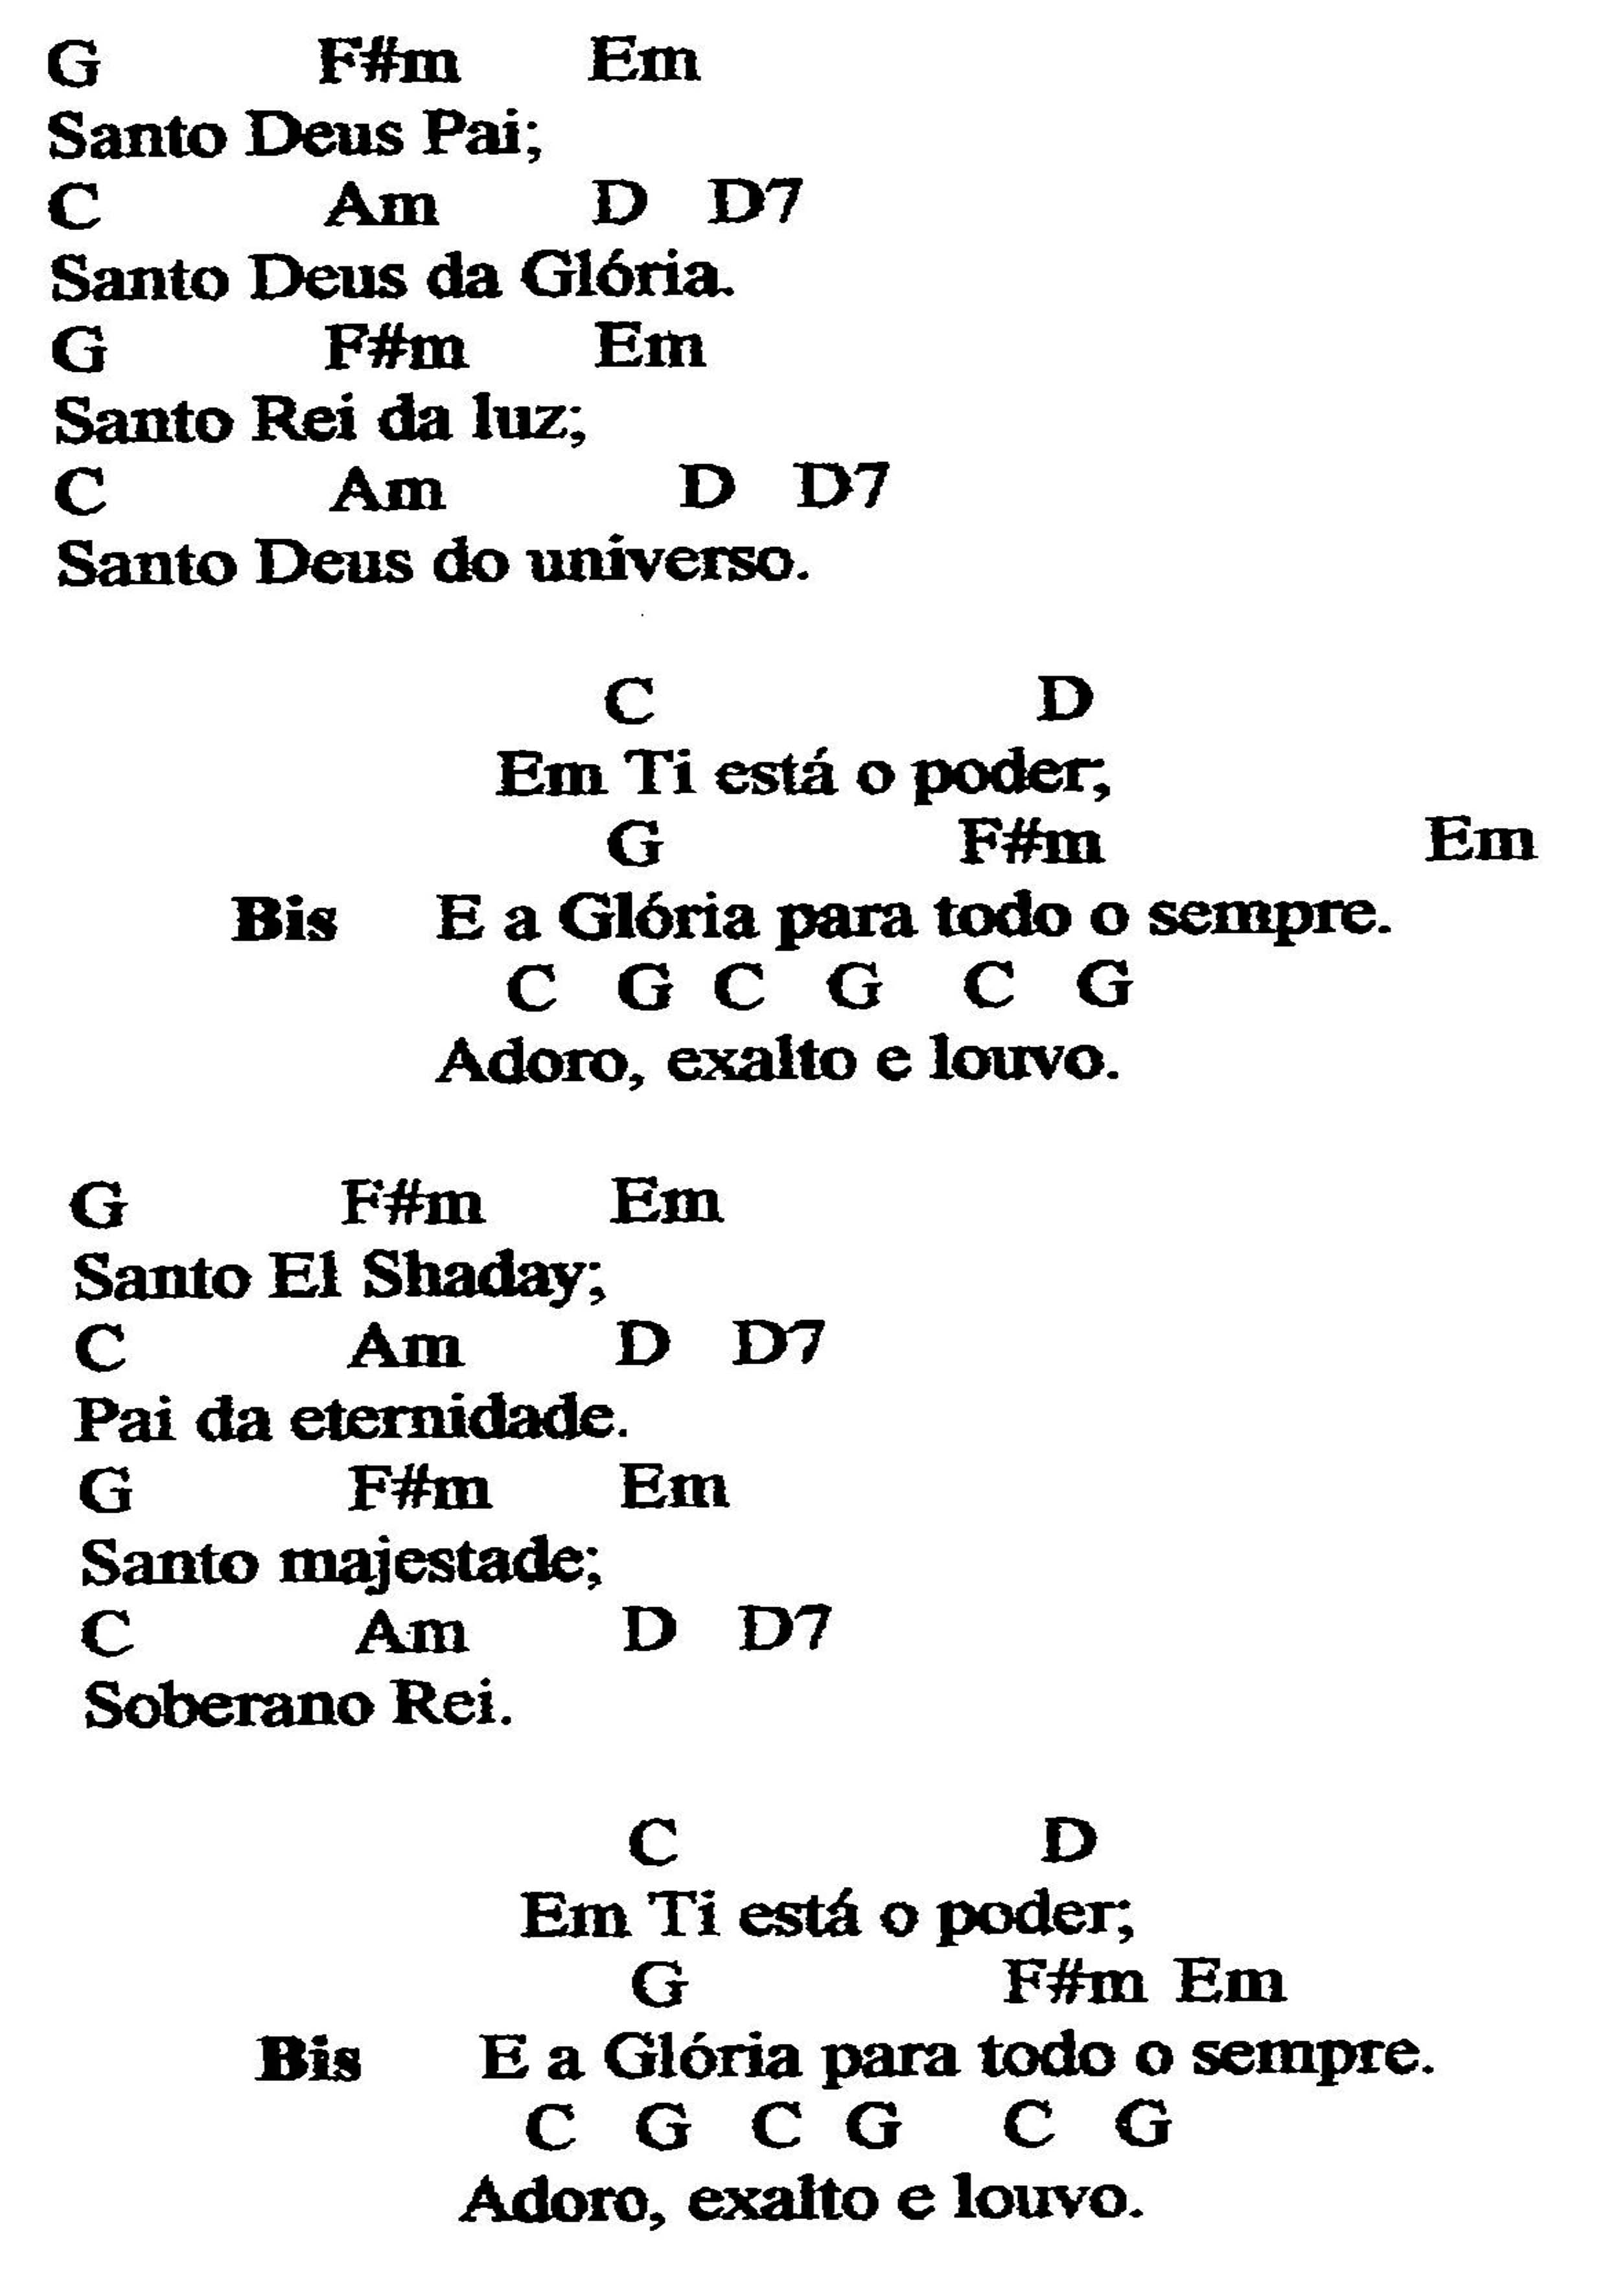 G F#m Em
Santo Deus Pai;
C Am D D7
Santo Deus da Glória.
G F#m Em
Santo Rei da luz;
C Am D D7
Santo Deus do universo.
C D
Em Ti está o poder;
G F#m Em
Bis E a Glória para todo o sempre.
C G C G C G
Adoro, exalto e louvo.
G F#m Em
Santo El Shaday;
C Am D D7
Pai da eternidade.
G F#m Em
Santo majestade;
C Am D D7
Soberano Rei.
C D
Em Ti está o poder;
G F#m Em
Bis E a Glória para todo o sempre.
C G C G C G
Adoro, exalto e louvo.